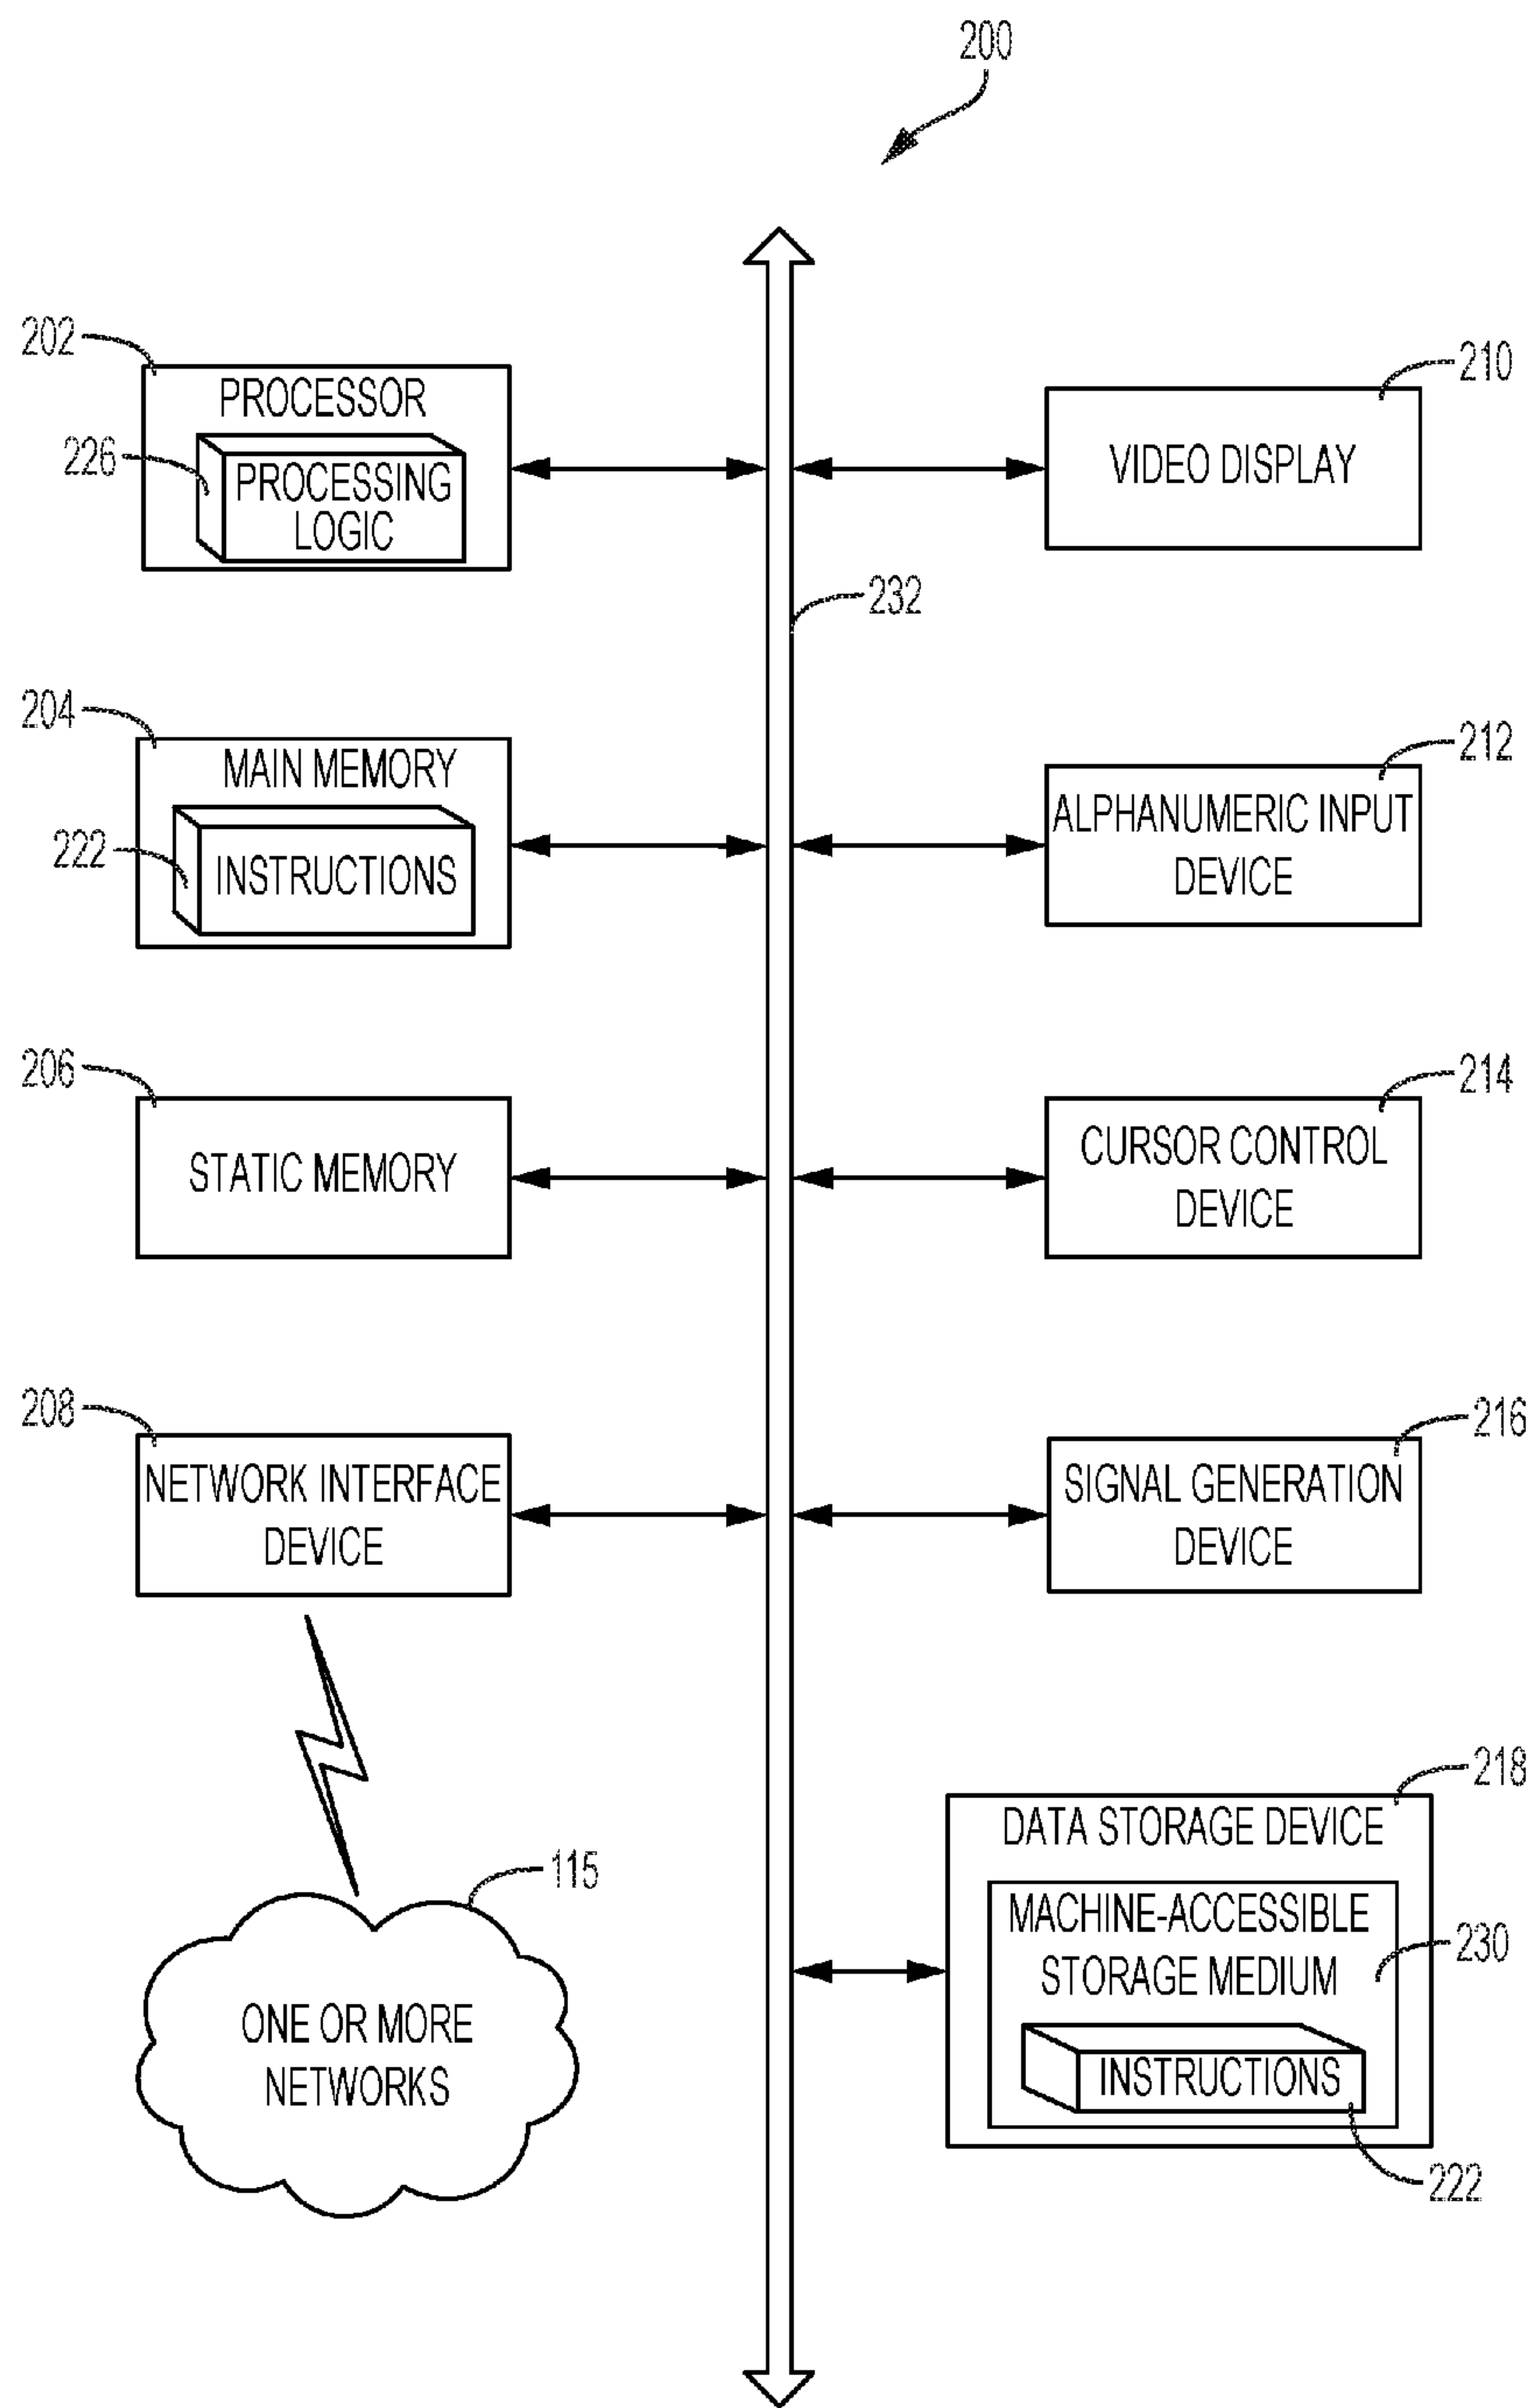 200
202
PROCESSOR
226
PROCESSING
LOGIC
210
VIDEO DISPLAY
232
204
MAIN MEMORY
222
INSTRUCTIONS
212
ALPHANUMERIC INPUT
DEVICE
206
STATIC MEMORY
214
CURSOR CONTROL
DEVICE
208
NETWORK INTERFACE
DEVICE
216
SIGNAL GENERATION
DEVICE
115
ONE OR MORE
NETWORKS
218
DATA STORAGE DEVICE
MACHINE-ACCESSIBLE
STORAGE MEDIUM
230
INSTRUCTIONS
222